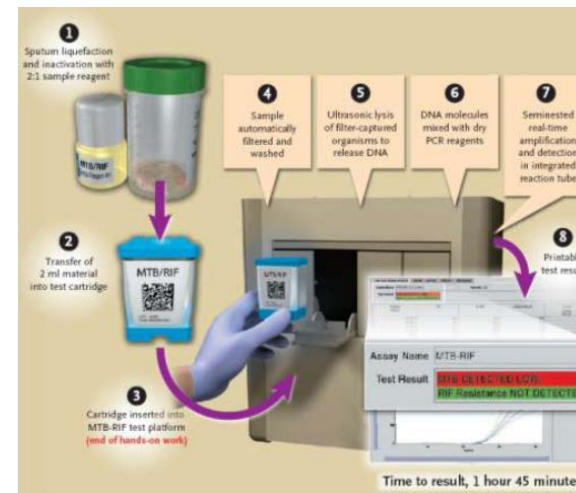 1
Sputum liquefaction
and inactivation with
2:1 sample reagent
MTB/RIF
2
Transfer of
2 ml material
into test cartridge
MTB/RIF
3
Cartridge inserted into
MTB-RIF test platform
(end of hands-on work)
4
Sample
automatically
filtered and
washed
5
Ultrasonic lysis
of filter-captured
organisms to
release DNA
6
DNA molecules
mixed with dry
PCR reagents
7
Seminested
real-time
amplification
and detection
in integrated
reaction tube
8
Printable
test resu
MTB/RIF
Assay Name MTB-RIF
Test Result MTB DETECTED LOW
RIF Resistance NOT DETECTE
Time to result, 1 hour 45 minute